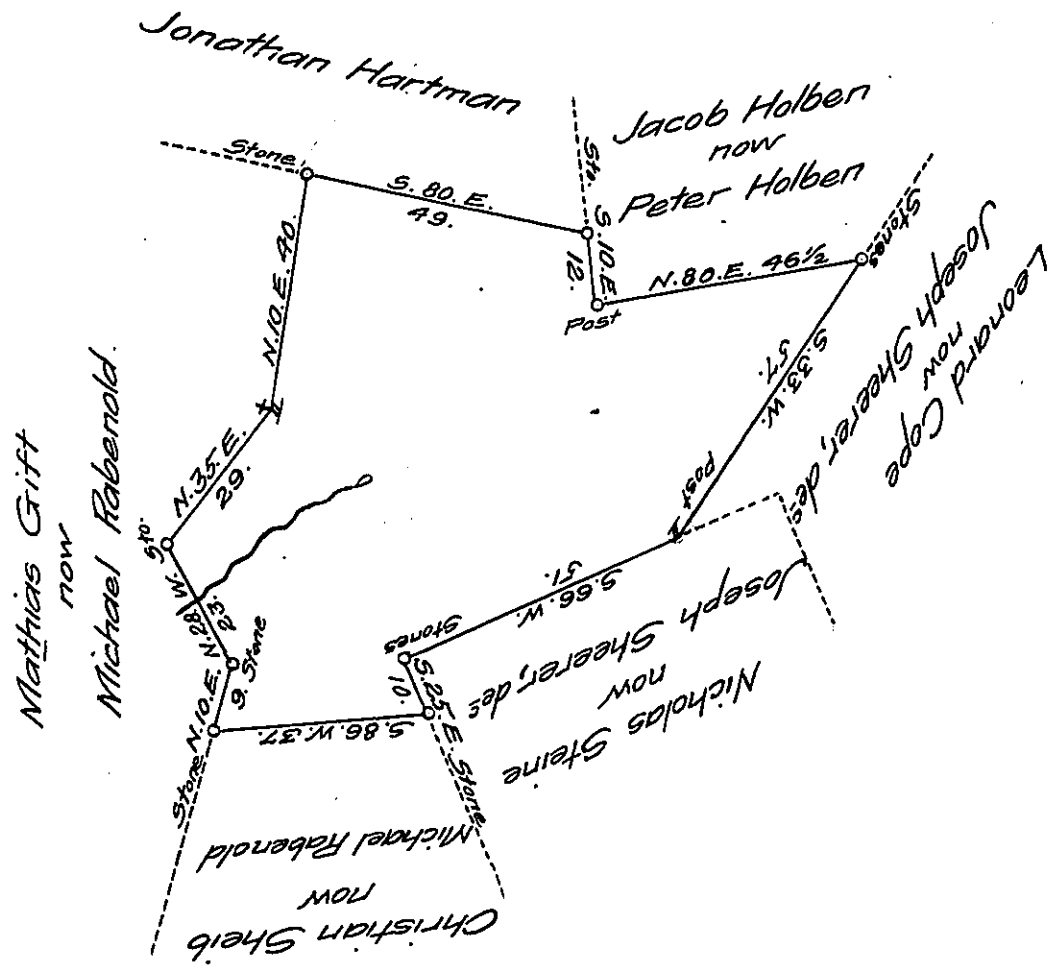 Jonathan Hartman
Jacob Holben
now
Peter Holben
Stone
S. 80. E.
49.
Sto.
S. 10. E.
12.
Post
N. 80. E. 46½
Stones
Leonard Cope
now
Joseph Sheerer, decs
S. 33. W.
57.
Post
S. 66. W.
51.
Stones
Nicholas Steine
now
Joseph Sheerer, decs
S. 25. E. Stone
10.
S. 86. W. 37.
Christian Sheib
now
Michael Rabenold
Stone N. 10. E.
9. Stone
N. 28. W.
23.
Sto.
N. 35. E.
29.
N. 10. E. 40.
Mathias Gift
now
Michael Rabenold.